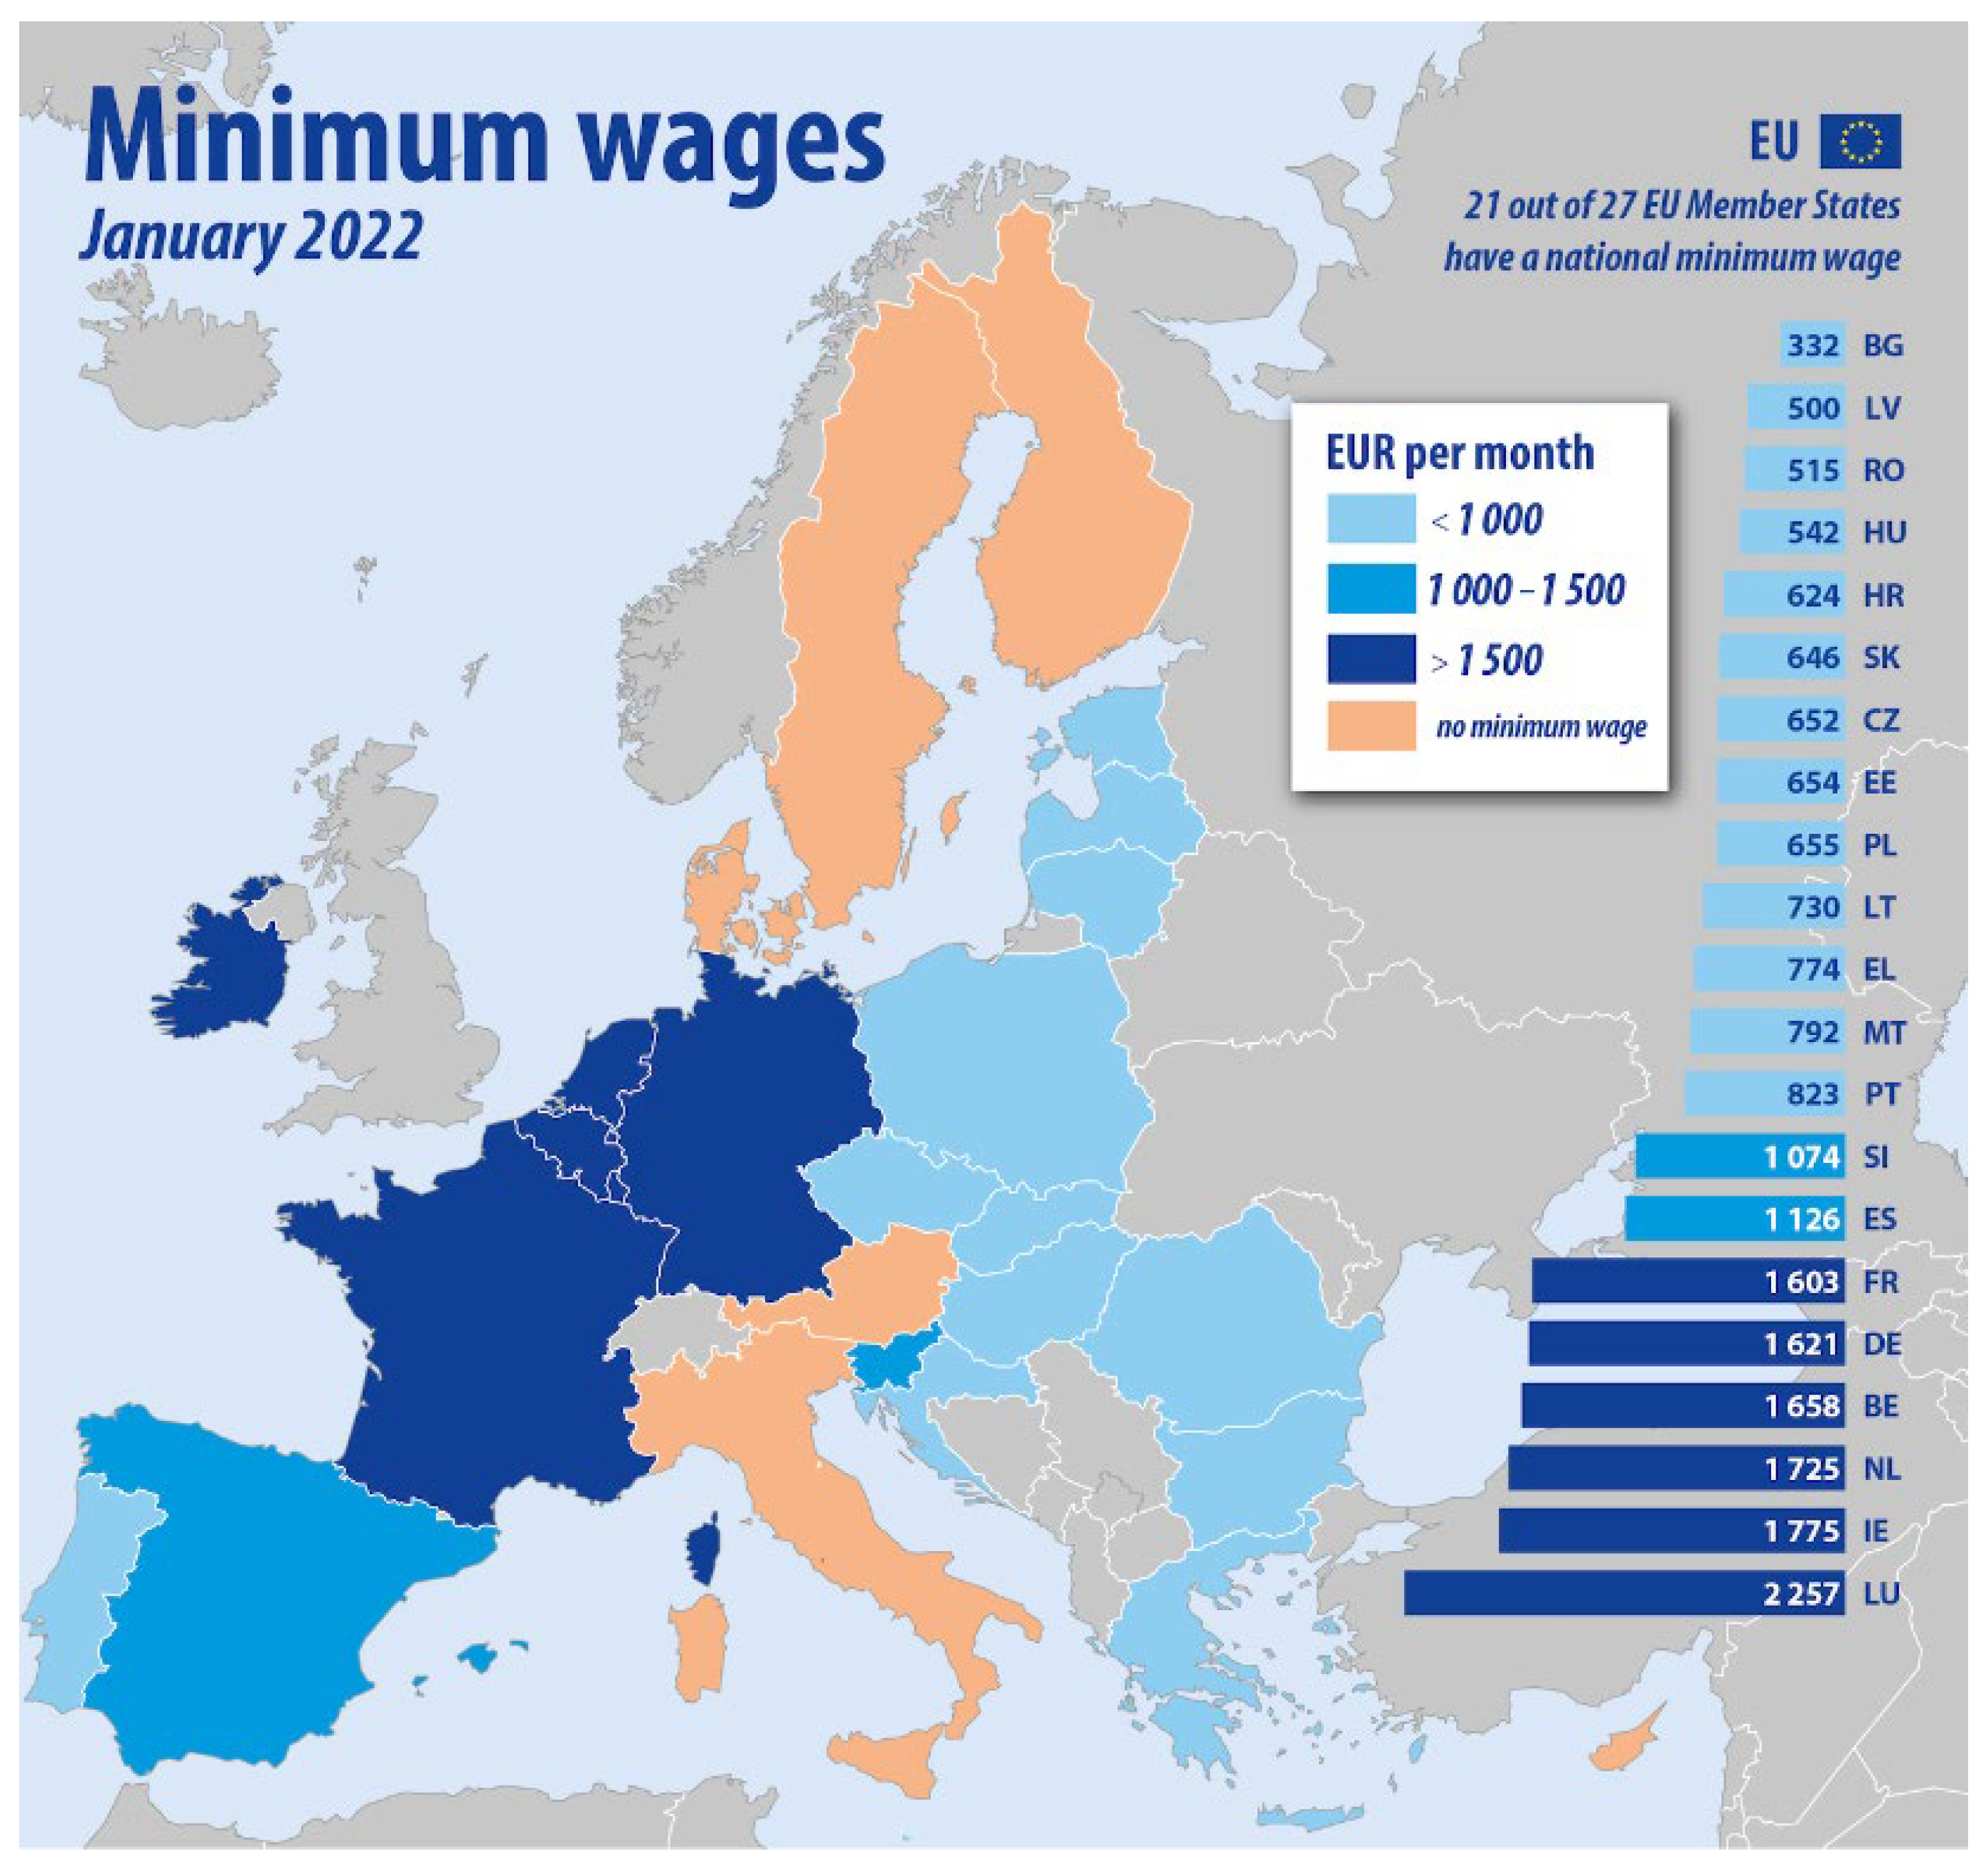 Minimum wages
January 2022
EU
21 out of 27 EU Member States
have a national minimum wage
EUR per month
< 1 000
1 000 – 1 500
> 1 500
no minimum wage
332 BG
500 LV
515 RO
542 HU
624 HR
646 SK
652 CZ
654 EE
655 PL
730 LT
774 EL
792 MT
823 PT
1 074 SI
1 126 ES
1 603 FR
1 621 DE
1 658 BE
1 725 NL
1 775 IE
2 257 LU